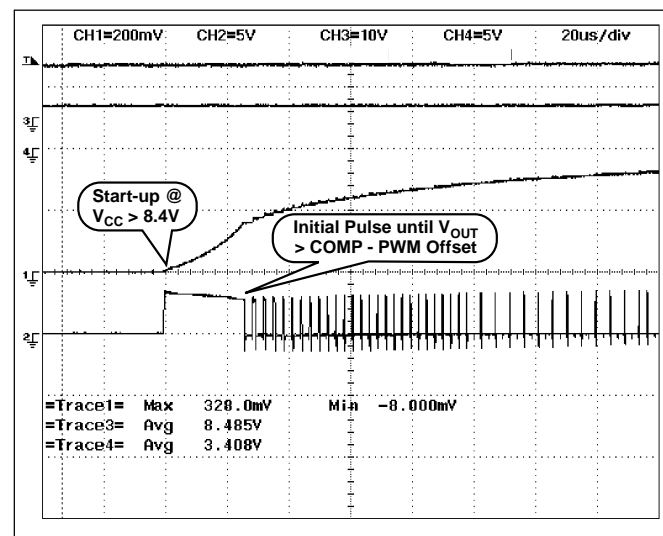 CH1=200mV CH2=5V CH3=10V CH4=5V 20us/div
T
3
4
Start-up @
VCC > 8.4V
Initial Pulse until VOUT
> COMP - PWM Offset
1
2
=Trace1= Max 328.0mV Min -8.000mV
=Trace3= Avg 8.485V
=Trace4= Avg 3.408V